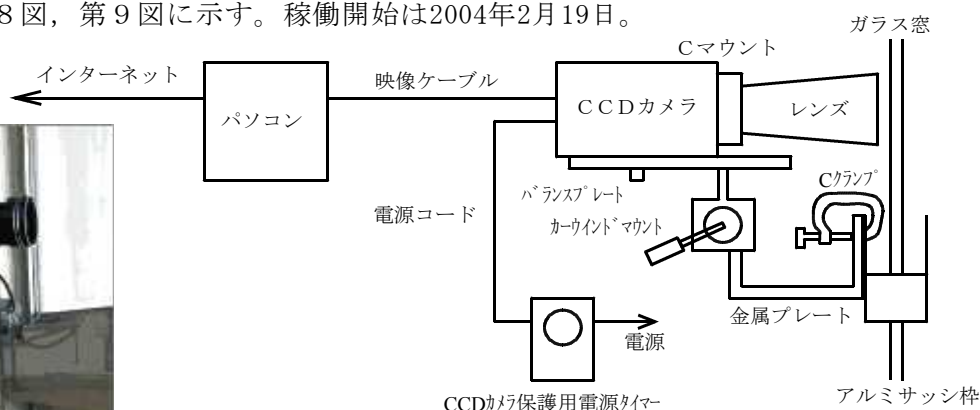 8図，第９図に示す。稼働開始は2004年2月19日。
ガラス窓
Ｃマウント
インターネット
映像ケーブル
パソコン
ＣＣＤカメラ
レンズ
Cｸﾗﾝﾌﾟ
ﾊﾞﾗﾝｽﾌﾟﾚｰﾄ
電源コード
ｶｰｳｲﾝﾄﾞﾏｳﾝﾄ
金属プレート
電源
アルミサッシ枠
CCDｶﾒﾗ保護用電源ﾀｲﾏｰ